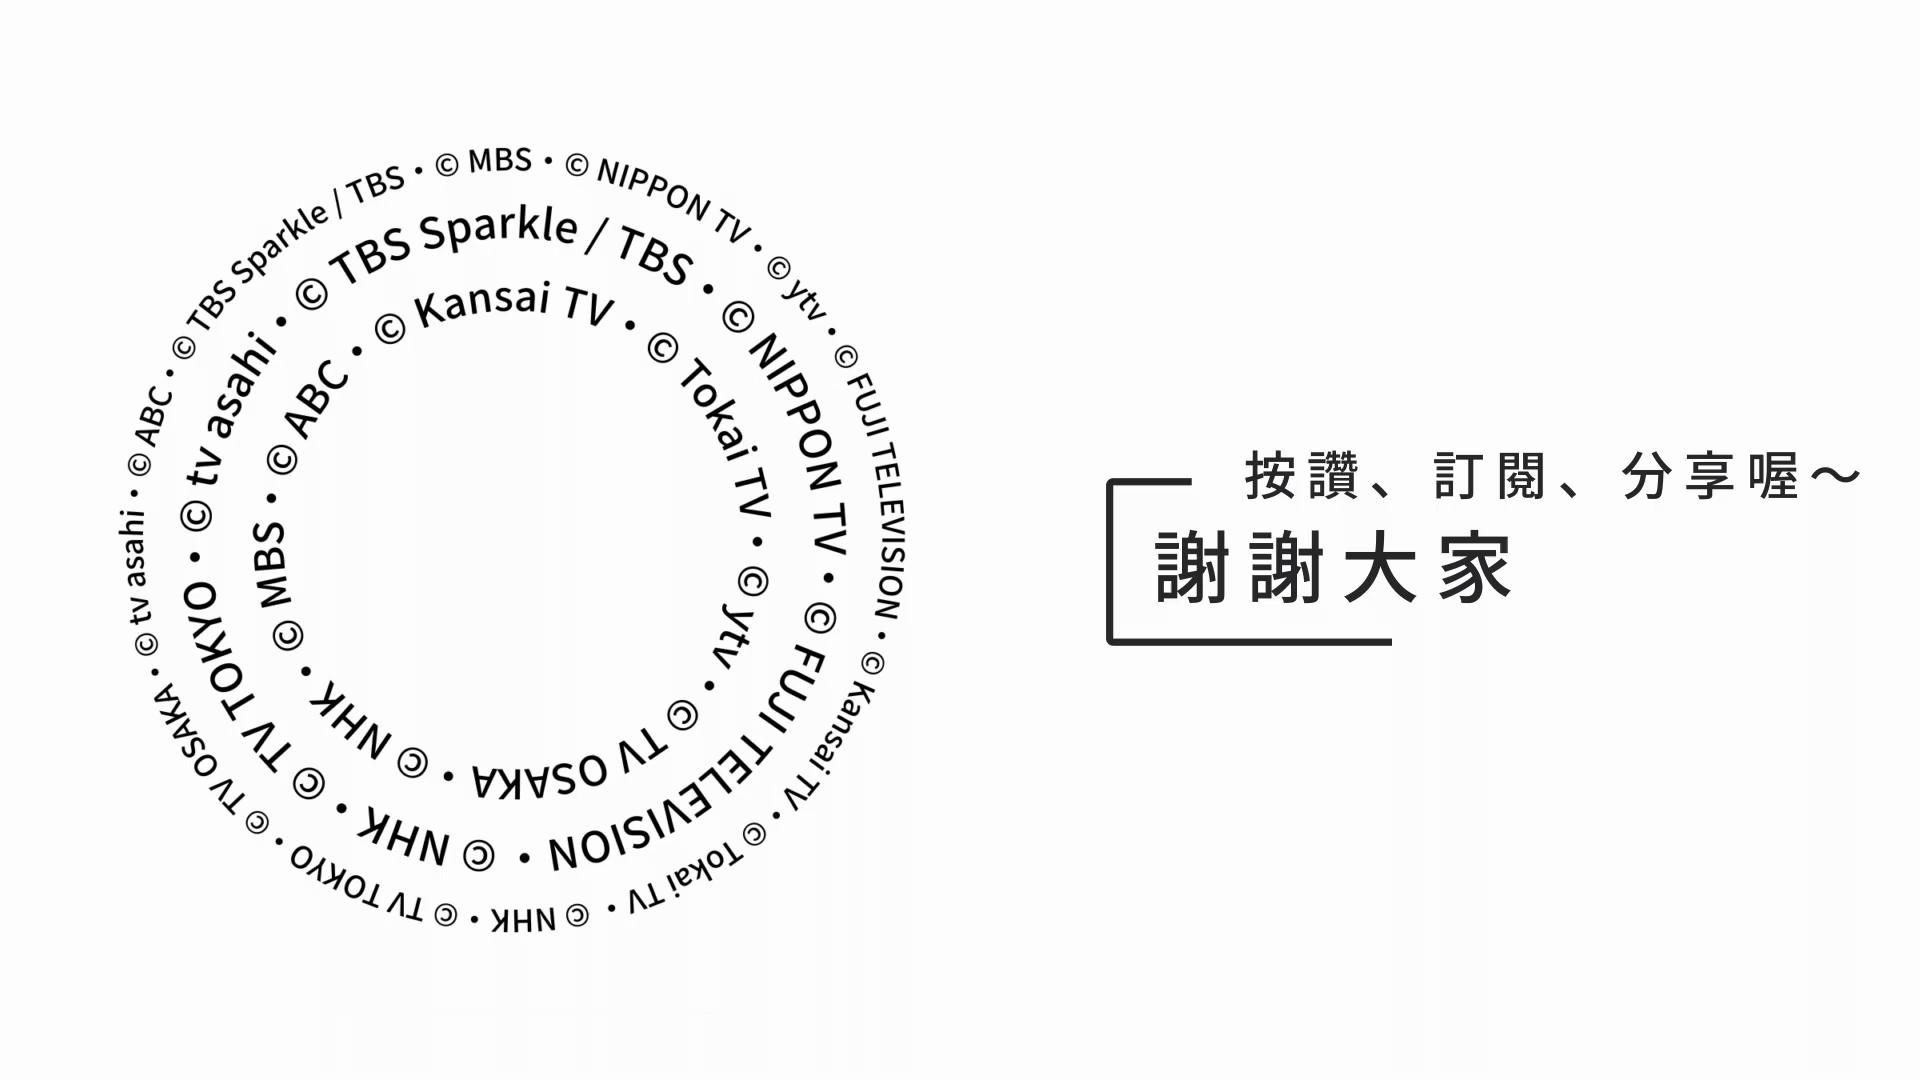 © MBS • © NIPPON TV • © ytv • © FUJI TELEVISION • © Kansai TV • © Tokai TV • © NHK • © TV TOKYO • © TV OSAKA • © tv asahi • © ABC • © TBS Sparkle / TBS •
© TBS Sparkle / TBS • © NIPPON TV • © FUJI TELEVISION • © NHK • © TV TOKYO • © tv asahi •
© Kansai TV • © Tokai TV • © ytv • © TV OSAKA • © NHK • © MBS • © ABC •
按讚、訂閱、分享喔～
謝謝大家